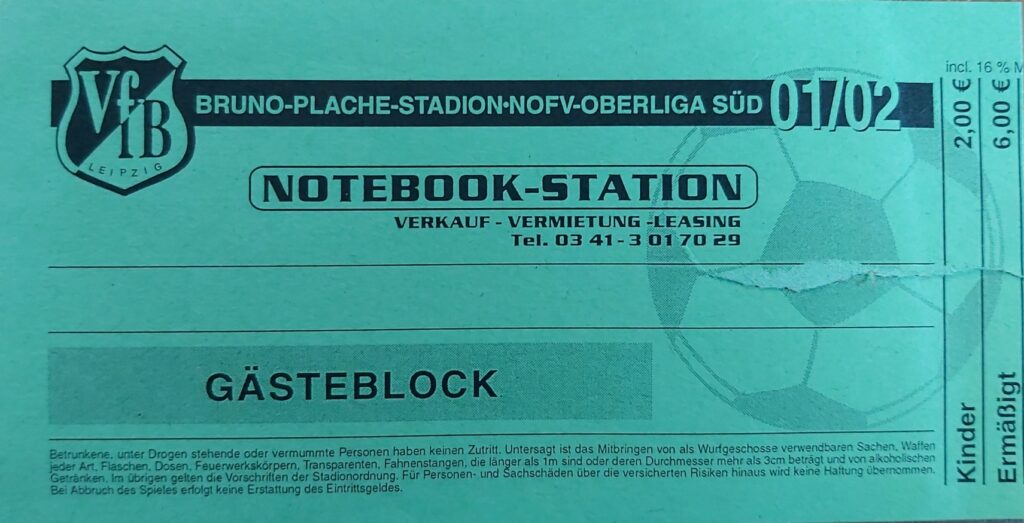 VfB
LEIPZIG
BRUNO-PLACHE-STADION•NOFV-OBERLIGA SÜD 01/02
NOTEBOOK-STATION
VERKAUF - VERMIETUNG -LEASING
Tel. 03 41 - 3 01 70 29
GÄSTEBLOCK
Betrunkene, unter Drogen stehende oder vermummte Personen haben keinen Zutritt. Untersagt ist das Mitbringen von als Wurfgeschosse verwendbaren Sachen, Waffen
jeder Art, Flaschen, Dosen, Feuerwerkskörpern, Transparenten, Fahnenstangen, die länger als 1m sind oder deren Durchmesser mehr als 3cm beträgt und von alkoholischen
Getränken. Im übrigen gelten die Vorschriften der Stadionordnung. Für Personen- und Sachschäden über die versicherten Risiken hinaus wird keine Haftung übernommen.
Bei Abbruch des Spieles erfolgt keine Erstattung des Eintrittsgeldes.
incl. 16 % M
Kinder 2,00 €
Ermäßigt 6,00 €